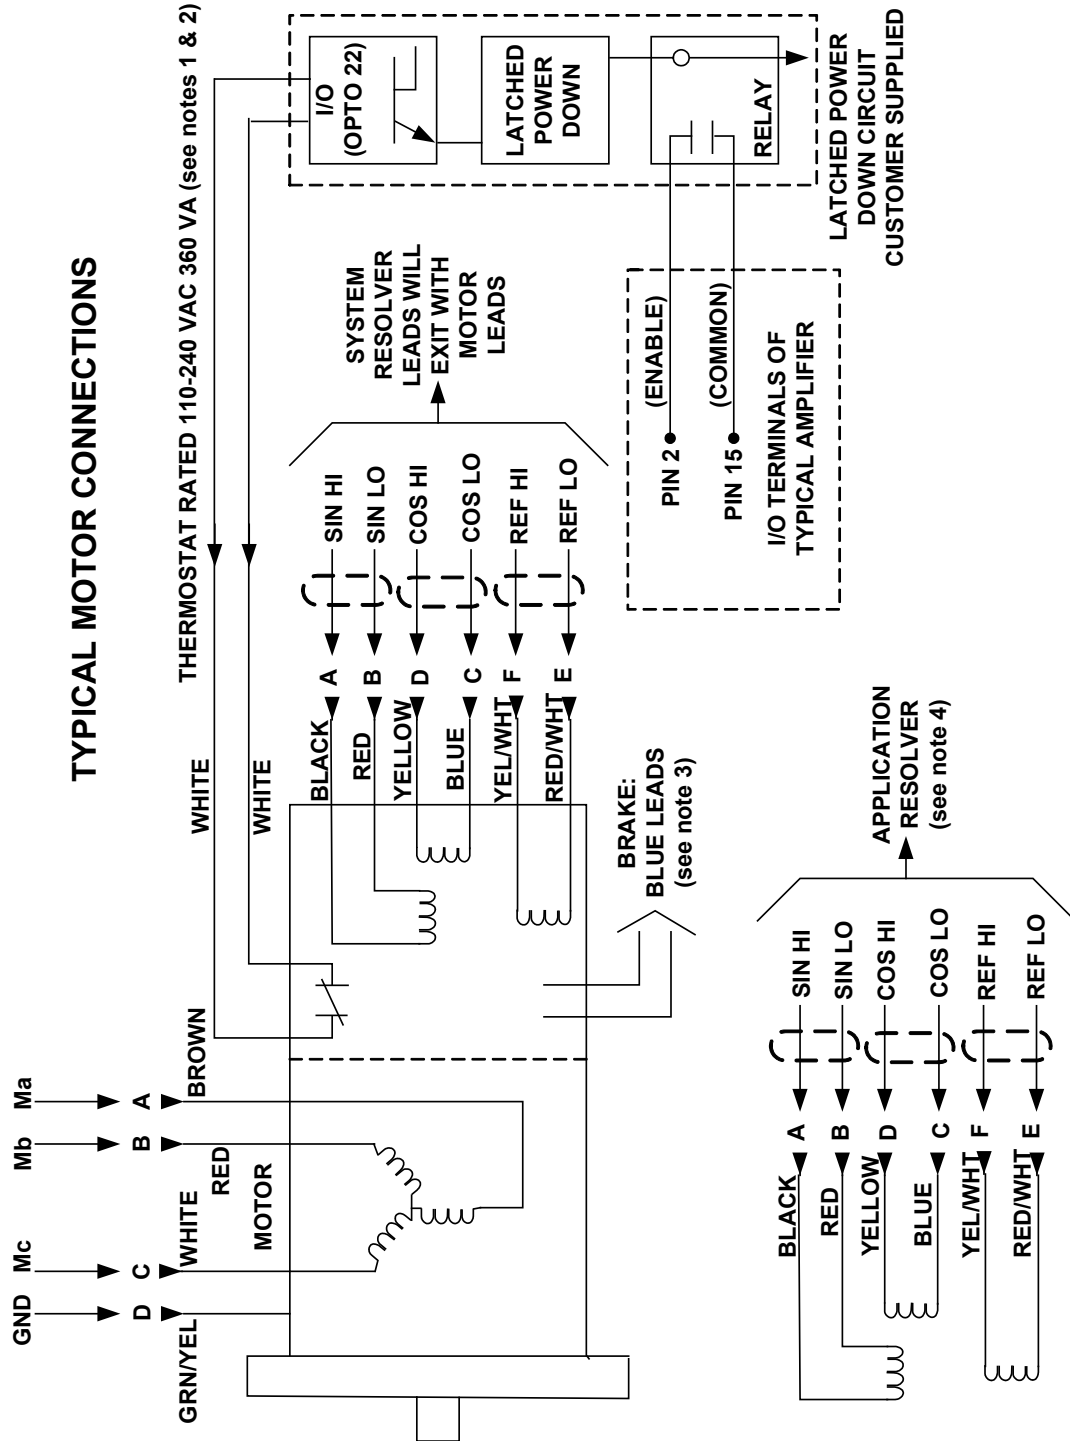 TYPICAL MOTOR CONNECTIONS
THERMOSTAT RATED 110-240 VAC 360 VA (see notes 1 & 2)
WHITE
WHITE
I/O
(OPTO 22)
LATCHED
POWER
DOWN
RELAY
LATCHED POWER
DOWN CIRCUIT
CUSTOMER SUPPLIED
GND
Mc
Mb
Ma
D
C
B
A
GRN/YEL
WHITE
RED
BROWN
MOTOR
BLACK
RED
YELLOW
BLUE
YEL/WHT
RED/WHT
A
B
D
C
F
E
SIN HI
SIN LO
COS HI
COS LO
REF HI
REF LO
SYSTEM
RESOLVER
LEADS WILL
EXIT WITH
MOTOR
LEADS
BRAKE:
BLUE LEADS
(see note 3)
PIN 2
(ENABLE)
PIN 15
(COMMON)
I/O TERMINALS OF
TYPICAL AMPLIFIER
BLACK
RED
YELLOW
BLUE
YEL/WHT
RED/WHT
A
B
D
C
F
E
SIN HI
SIN LO
COS HI
COS LO
REF HI
REF LO
APPLICATION
RESOLVER
(see note 4)